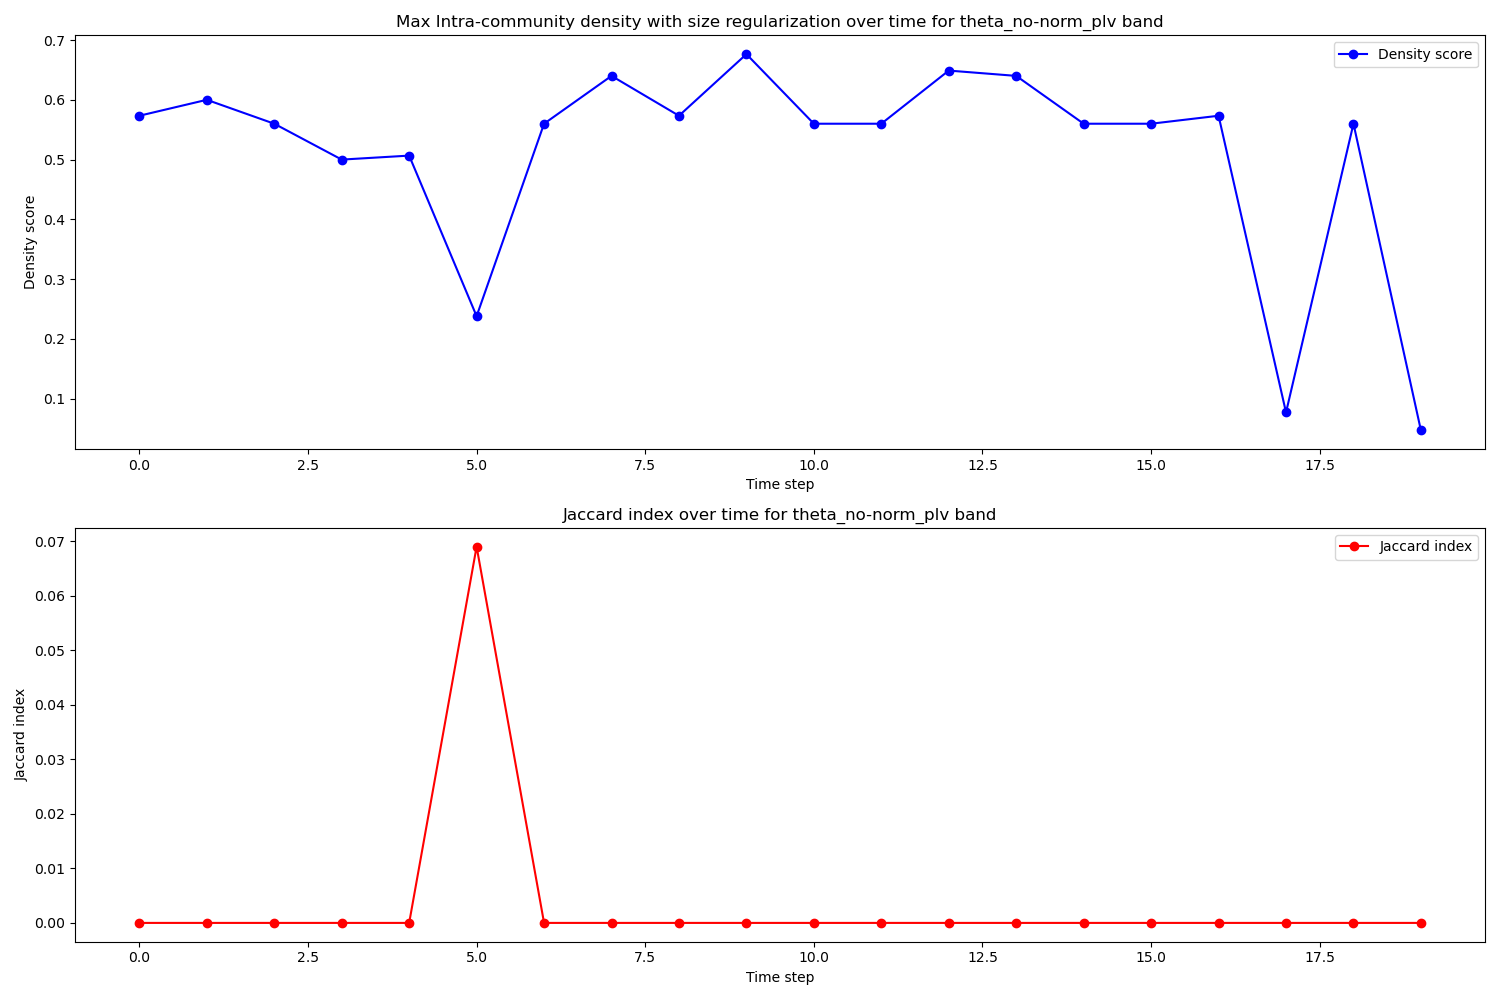 Max Intra-community density with size regularization over time for theta_no-norm_plv band
Density score
0.7
0.6
0.5
0.4
0.3
0.2
0.1
Density score
0.0 2.5 5.0 7.5 10.0 12.5 15.0 17.5
Time step
Jaccard index over time for theta_no-norm_plv band
Jaccard index
0.07
0.06
0.05
0.04
0.03
0.02
0.01
0.00
Jaccard index
0.0 2.5 5.0 7.5 10.0 12.5 15.0 17.5
Time step